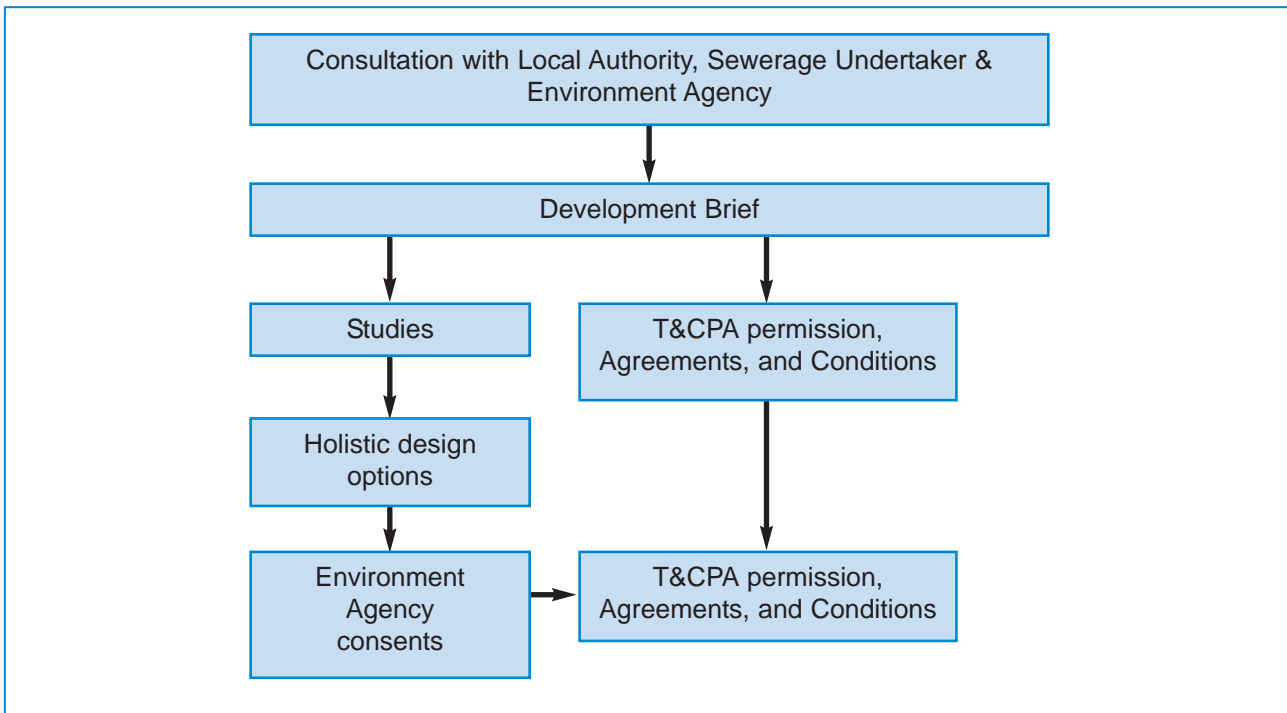 Consultation with Local Authority, Sewerage Undertaker &
Environment Agency
Development Brief
Studies
T&CPA permission,
Agreements, and Conditions
Holistic design
options
Environment
Agency
consents
T&CPA permission,
Agreements, and Conditions